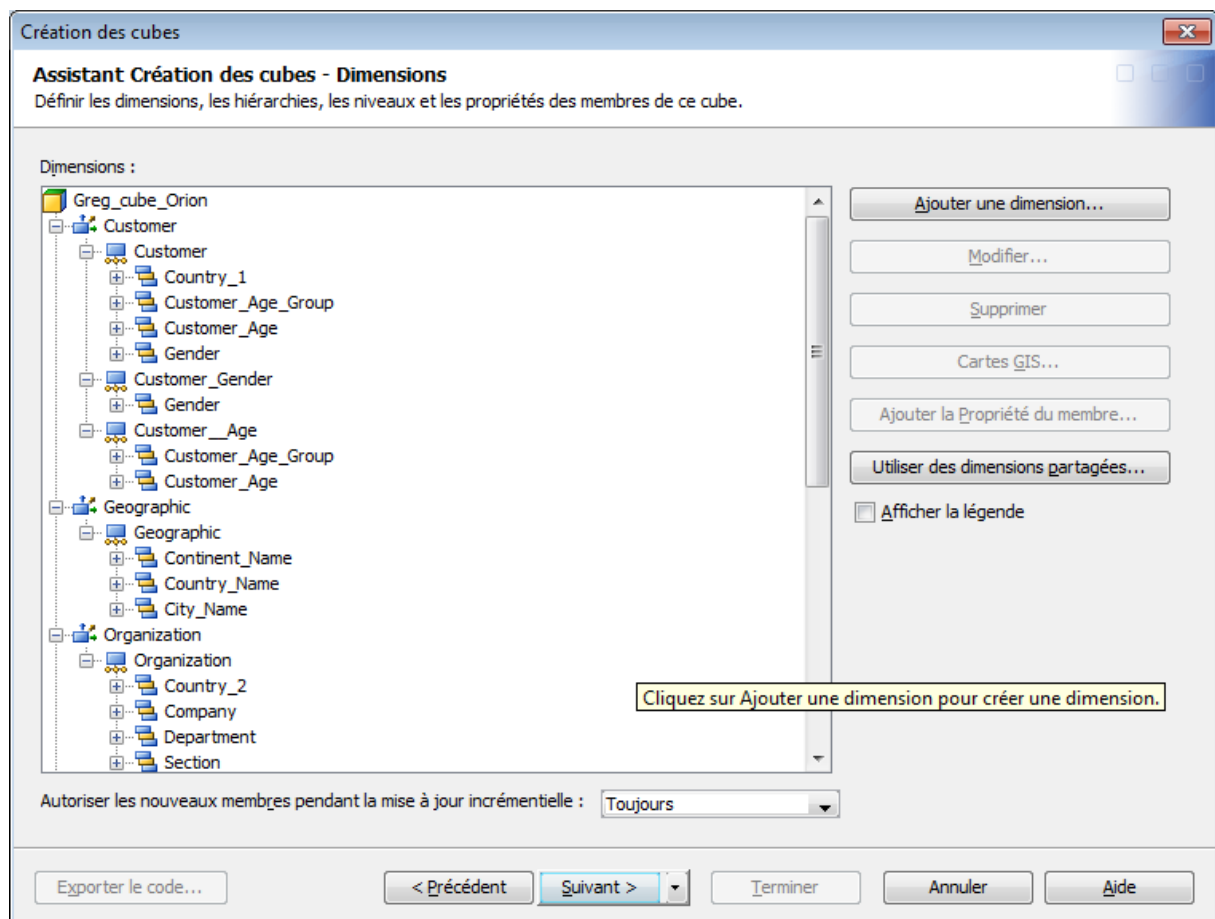 Création des cubes
Assistant Création des cubes - Dimensions
Définir les dimensions, les hiérarchies, les niveaux et les propriétés des membres de ce cube.
Dimensions :
Greg_cube_Orion
Customer
Customer
Country_1
Customer_Age_Group
Customer_Age
Gender
Customer_Gender
Gender
Customer__Age
Customer_Age_Group
Customer_Age
Geographic
Geographic
Continent_Name
Country_Name
City_Name
Organization
Organization
Country_2
Company
Department
Section
Ajouter une dimension...
Modifier...
Supprimer
Cartes GIS...
Ajouter la Propriété du membre...
Utiliser des dimensions partagées...
Afficher la légende
Cliquez sur Ajouter une dimension pour créer une dimension.
Autoriser les nouveaux membres pendant la mise à jour incrémentielle :
Toujours
Exporter le code...
< Précédent
Suivant >
Terminer
Annuler
Aide